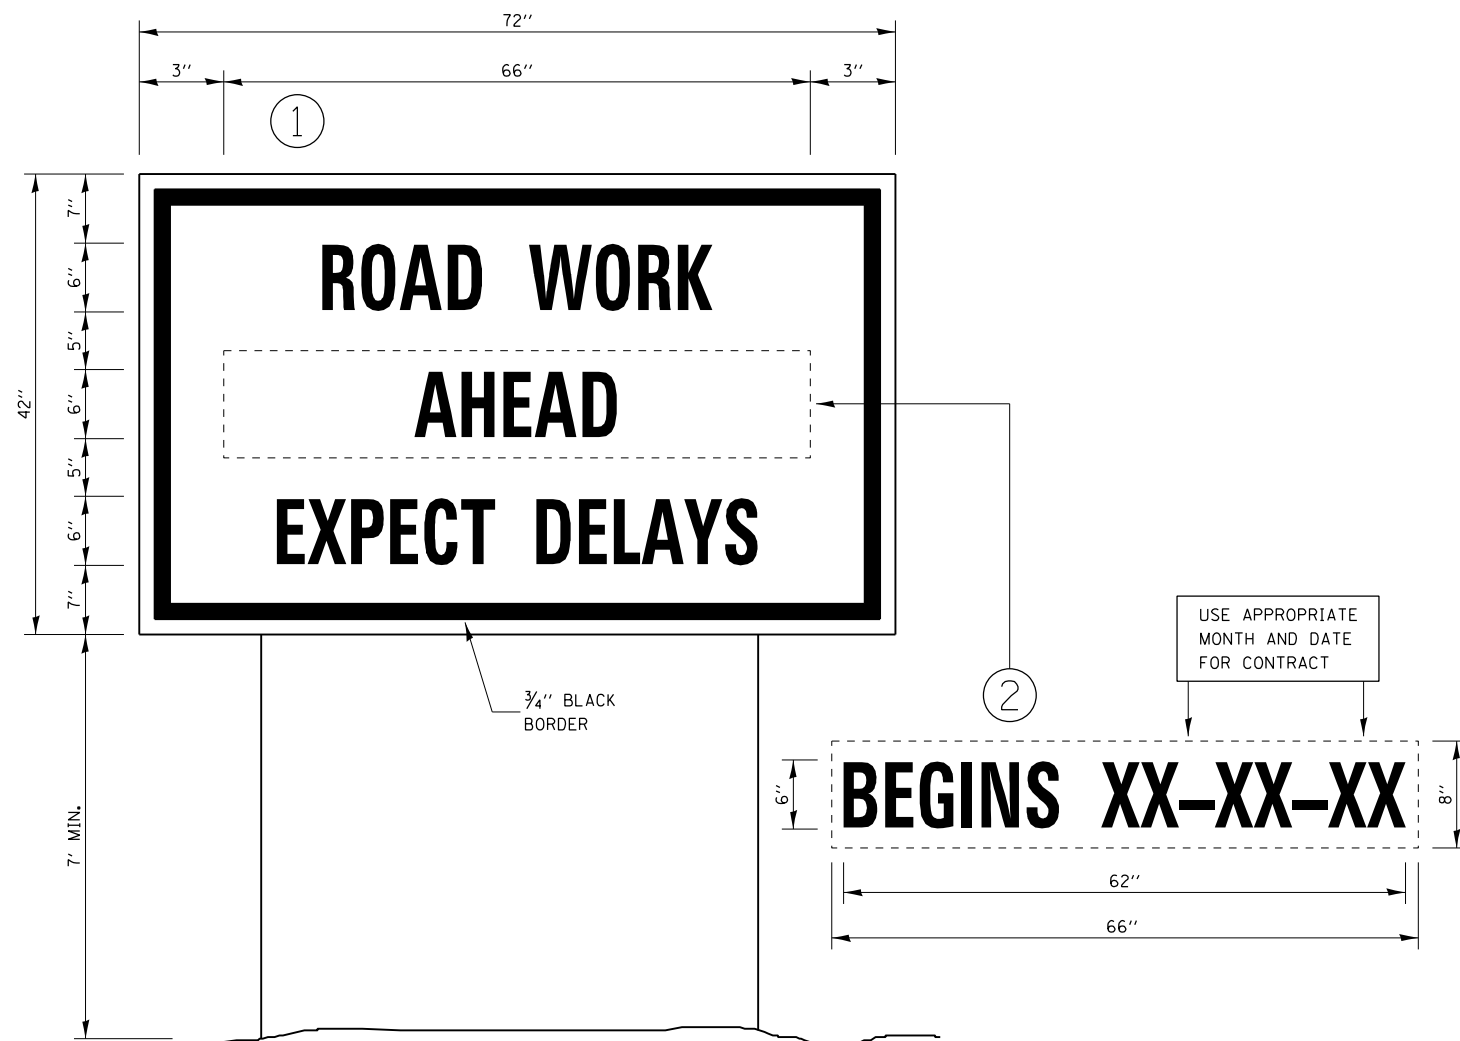 72''
3'' 66'' 3''
1
7''
6''
5''
6''
5''
6''
7''
42''
7' MIN.
ROAD WORK
AHEAD
EXPECT DELAYS
3/4'' BLACK
BORDER
2
USE APPROPRIATE
MONTH AND DATE
FOR CONTRACT
BEGINS XX-XX-XX
6''
8''
62''
66''